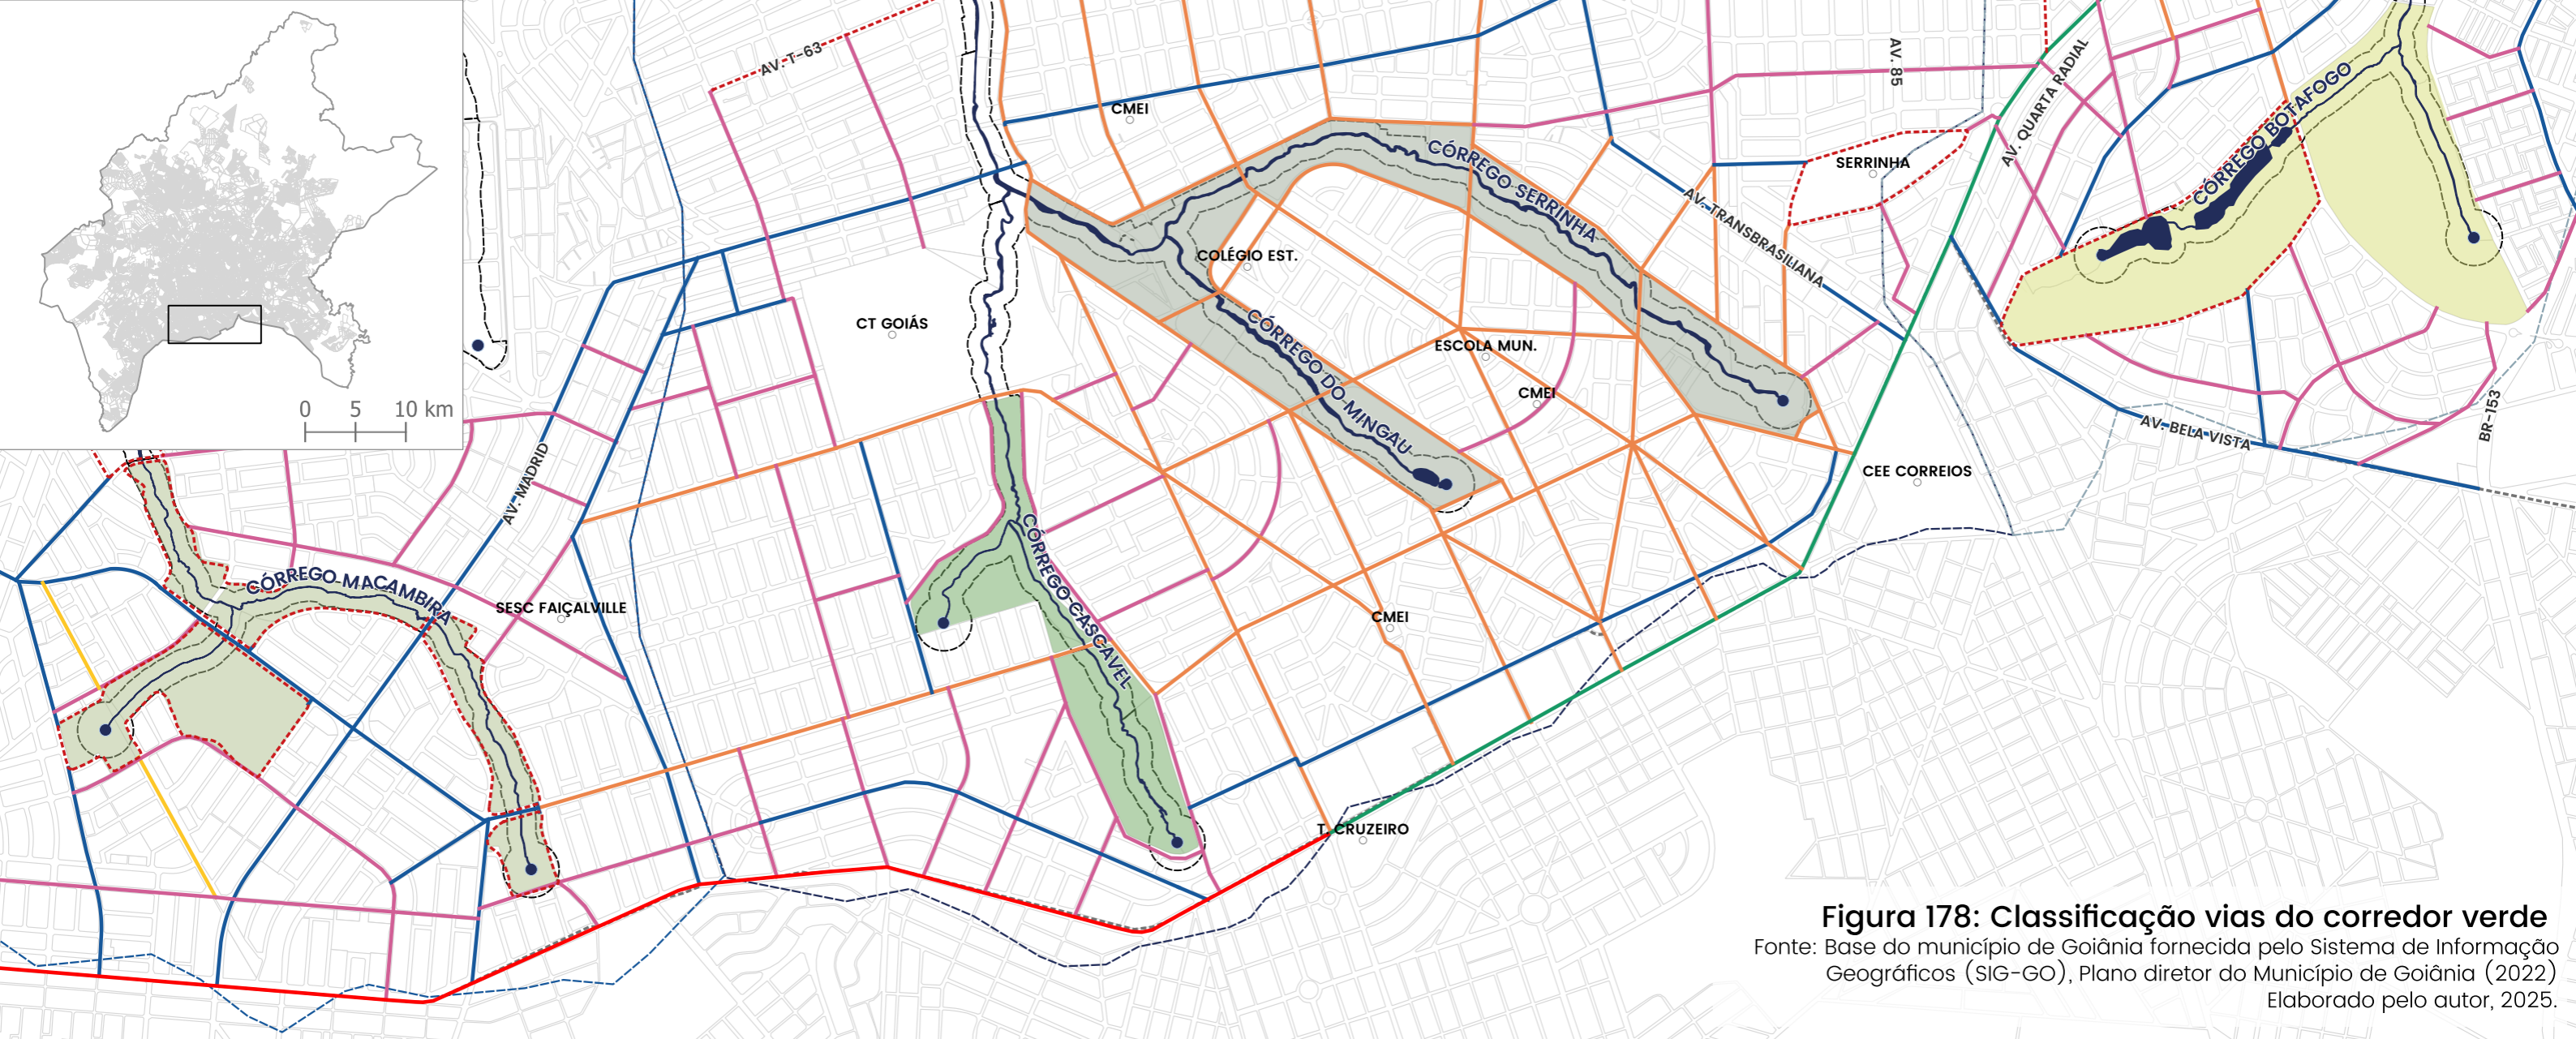 AV. T-63
CMEI
AV. 85
AV. QUARTA RADIAL
CÓRREGO BOTAFOGO
SERRINHA
CÓRREGO SERRINHA
AV. TRANSBRASILIANA
COLÉGIO EST.
CT GOIÁS
CÓRREGO DO MINGAU
ESCOLA MUN.
CMEI
0 5 10 km
AV. MADRID
AV. BELA VISTA
BR-153
CEE CORREIOS
CÓRREGO MACAMBIRA
SESC FAIÇALVILLE
CÓRREGO CASCAVEL
CMEI
T. CRUZEIRO
Figura 178: Classificação vias do corredor verde
Fonte: Base do município de Goiânia fornecida pelo Sistema de Informação
Geográficos (SIG-GO), Plano diretor do Município de Goiânia (2022)
Elaborado pelo autor, 2025.